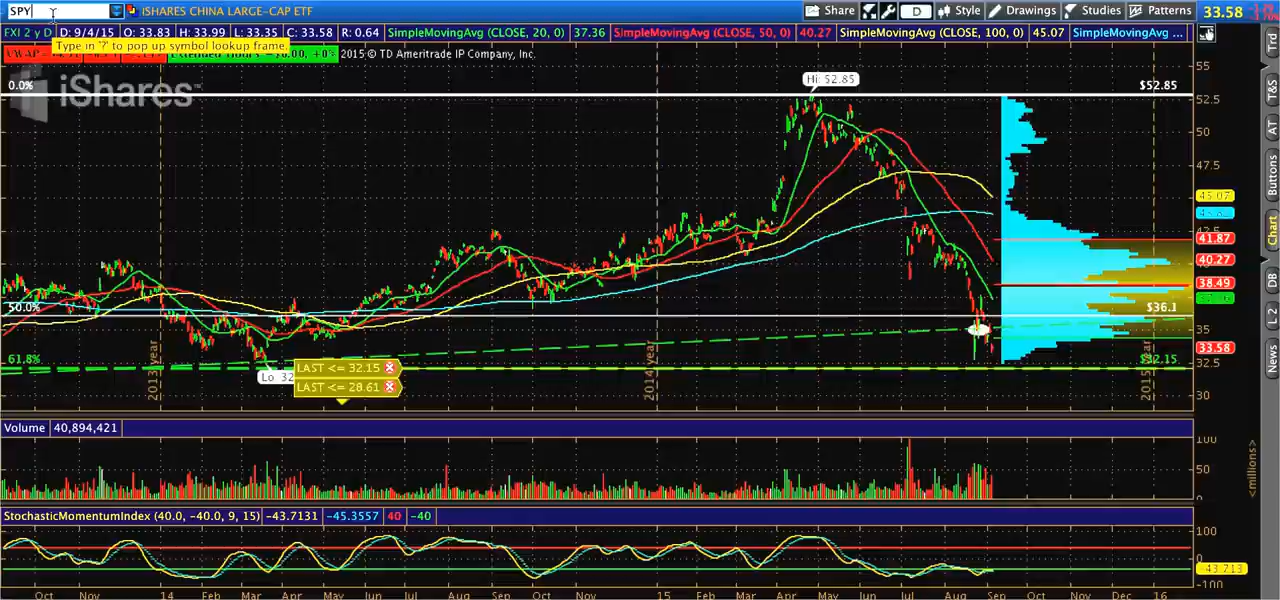 SPY iSHARES CHINA LARGE-CAP ETF Share D Style Drawings Studies Patterns 33.58
FXI 2 y D D: 9/4/15 O: 33.83 H: 33.99 L: 33.35 C: 33.58 R: 0.64 SimpleMovingAvg (CLOSE, 20, 0) 37.36 SimpleMovingAvg (CLOSE, 50, 0) 40.27 SimpleMovingAvg (CLOSE, 100, 0) 45.07 SimpleMovingAvg ...
Type in '?' to pop up symbol lookup frame.
2015 © TD Ameritrade IP Company, Inc.
iShares
0.0%
Hi: 52.85
$52.85
50.0%
$36.1
61.8%
$32.15
Lo: 32
LAST <= 32.15
LAST <= 28.61
2013 year
2014 year
2015 year
55
52.5
50
47.5
45.07
42.5
41.87
40.27
38.49
35
33.58
32.5
30
Trd
T&S
AT
Buttons
Chart
DB
L 2
News
Volume 40,894,421
100
50
0
<millions>
StochasticMomentumIndex (40.0, -40.0, 9, 15) -43.7131 -45.3557 40 -40
100
0
-43.713
-100
Oct Nov 14 Feb Mar Apr May Jun Jul Aug Sep Oct Nov 15 Feb Mar Apr May Jun Jul Aug Sep Oct Nov Dec 16